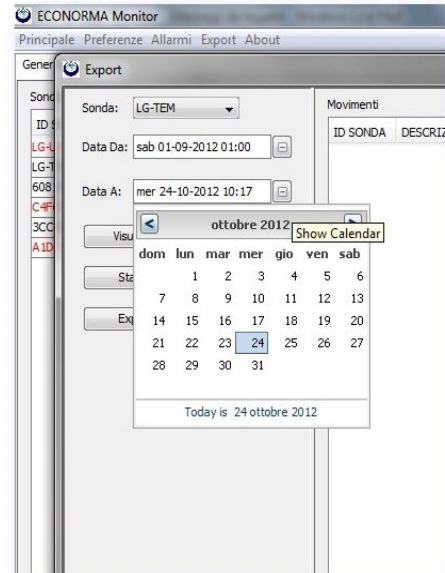 ECONORMA Monitor
Principale Preferenze Allarmi Export About
Gener
Export
Sond
Sonda: LG-TEM
Movimenti
ID S
ID SONDA DESCRIZ
LG-L
Data Da: sab 01-09-2012 01:00
LG-T
608
Data A: mer 24-10-2012 10:17
C4F
3CC
A1D
Visu
ottobre 2012
Show Calendar
dom lun mar mer gio ven sab
Sta
1 2 3 4 5 6
7 8 9 10 11 12 13
Exp
14 15 16 17 18 19 20
21 22 23 24 25 26 27
28 29 30 31
Today is 24 ottobre 2012